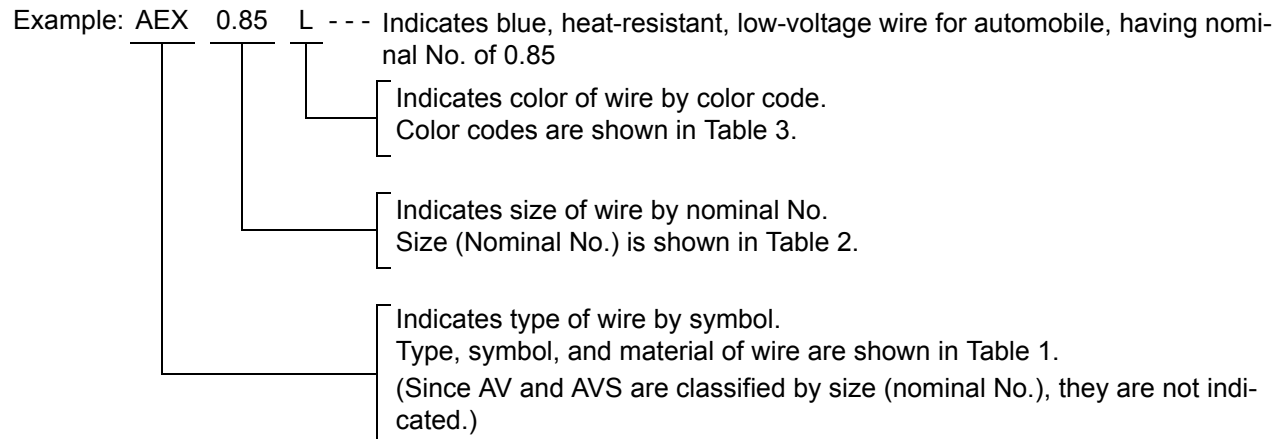 Example: AEX 0.85 L - - - Indicates blue, heat-resistant, low-voltage wire for automobile, having nomi-
nal No. of 0.85
Indicates color of wire by color code.
Color codes are shown in Table 3.
Indicates size of wire by nominal No.
Size (Nominal No.) is shown in Table 2.
Indicates type of wire by symbol.
Type, symbol, and material of wire are shown in Table 1.
(Since AV and AVS are classified by size (nominal No.), they are not indi-
cated.)